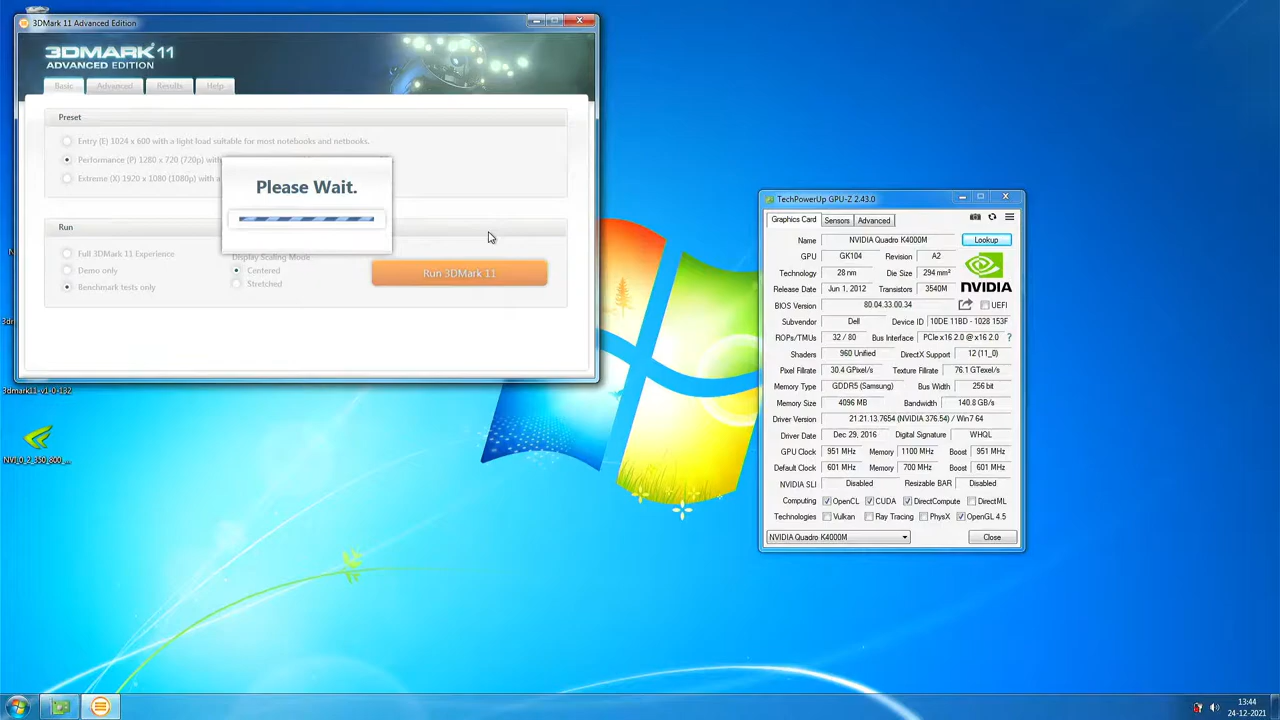 3DMark 11 Advanced Edition
3DMARK 11
ADVANCED EDITION
Basic Advanced Results Help
Preset
Entry (E) 1024 x 600 with a light load suitable for most notebooks and netbooks.
Performance (P) 1280 x 720 (720p) with
Extreme (X) 1920 x 1080 (1080p) with a
Please Wait.
Run
Full 3DMark 11 Experience
Demo only
Benchmark tests only
Display Scaling Mode
Centered
Stretched
Run 3DMark 11
3dmark11-v1-0-132
NVI_0_2_350-800_...
TechPowerUp GPU-Z 2.43.0
Graphics Card Sensors Advanced
Name NVIDIA Quadro K4000M Lookup
GPU GK104 Revision A2
Technology 28 nm Die Size 294 mm²
Release Date Jun 1, 2012 Transistors 3540M
NVIDIA
BIOS Version 80.04.33.00.34 UEFI
Subvendor Dell Device ID 10DE 11BD - 1028 153F
ROPs/TMUs 32 / 80 Bus Interface PCIe x16 2.0 @ x16 2.0 ?
Shaders 960 Unified DirectX Support 12 (11_0)
Pixel Fillrate 30.4 GPixel/s Texture Fillrate 76.1 GTexel/s
Memory Type GDDR5 (Samsung) Bus Width 256 bit
Memory Size 4096 MB Bandwidth 140.8 GB/s
Driver Version 21.21.13.7654 (NVIDIA 376.54) / Win7 64
Driver Date Dec 29, 2016 Digital Signature WHQL
GPU Clock 951 MHz Memory 1100 MHz Boost 951 MHz
Default Clock 601 MHz Memory 700 MHz Boost 601 MHz
NVIDIA SLI Disabled Resizable BAR Disabled
Computing OpenCL CUDA DirectCompute DirectML
Technologies Vulkan Ray Tracing PhysX OpenGL 4.5
NVIDIA Quadro K4000M Close
13:44
24-12-2021